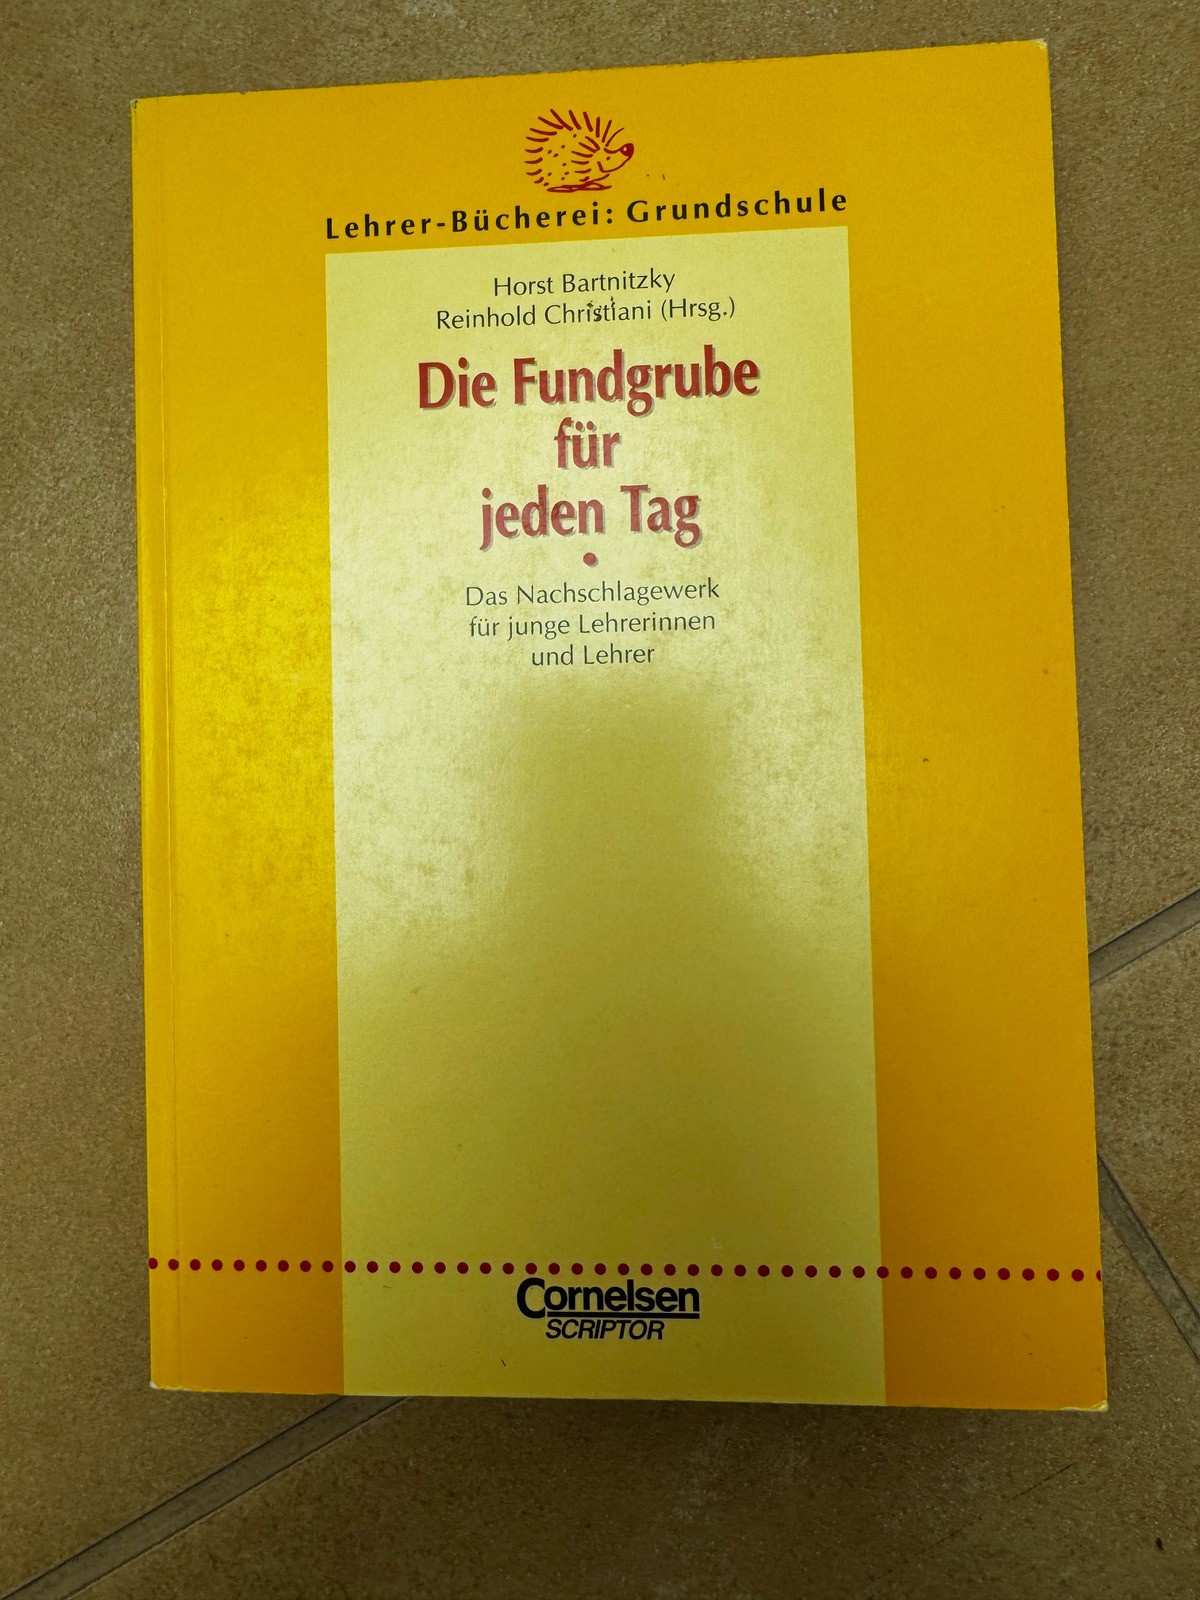 Lehrer-Bücherei: Grundschule
Horst Bartnitzky
Reinhold Christiani (Hrsg.)
Die Fundgrube
für
jeden Tag
•
Das Nachschlagewerk
für junge Lehrerinnen
und Lehrer
Cornelsen
SCRIPTOR